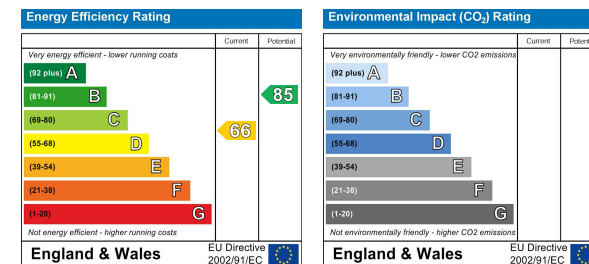 Energy Efficiency Rating
Current Potential
Very energy efficient - lower running costs
(92 plus) A
(81-91) B
85
(69-80) C
66
(55-68) D
(39-54) E
(21-38) F
(1-20) G
Not energy efficient - higher running costs
England & Wales
EU Directive
2002/91/EC
Environmental Impact (CO₂) Rating
Current Potent
Very environmentally friendly - lower CO2 emissions
(92 plus) A
(81-91) B
(69-80) C
(55-68) D
(39-54) E
(21-38) F
(1-20) G
Not environmentally friendly - higher CO2 emissions
England & Wales
EU Directive
2002/91/EC